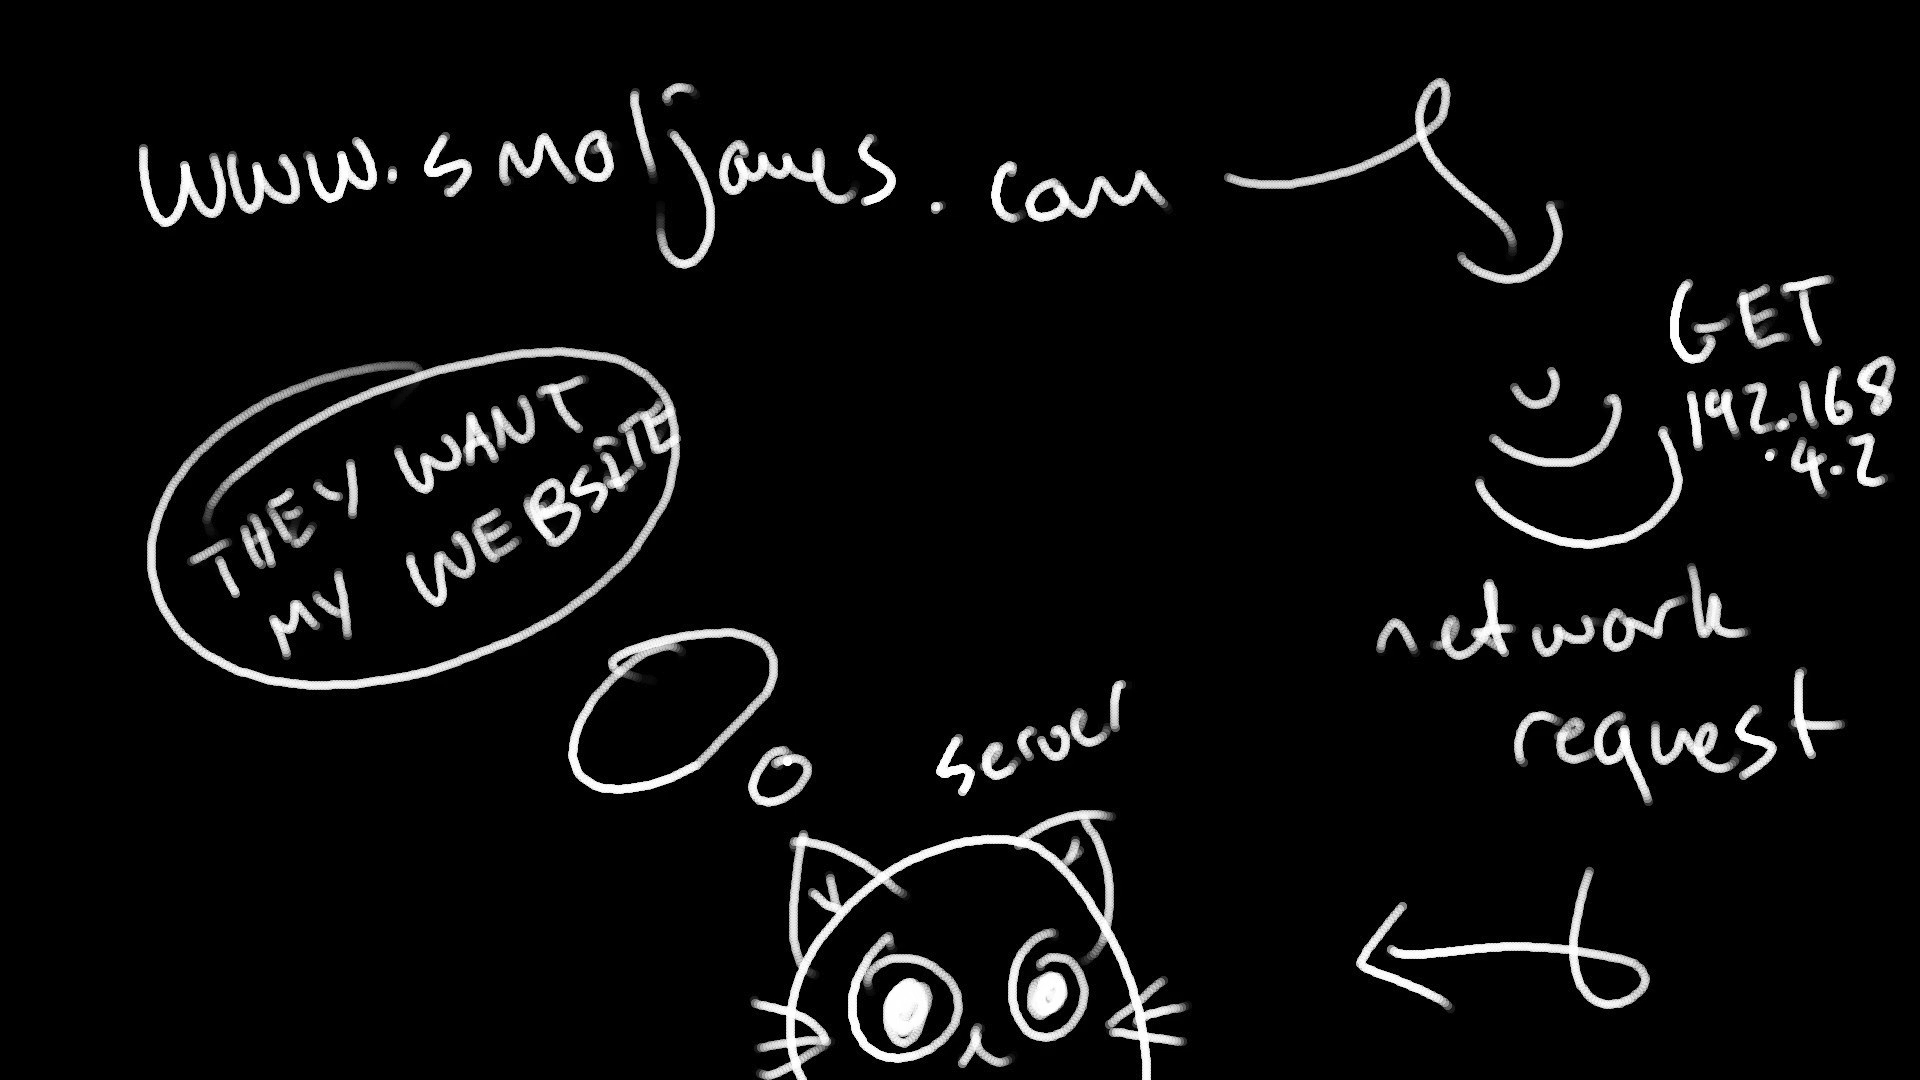 www.smoljames.com
GET
192.168
.4.2
THEY WANT
MY WEBSITE
network
request
server